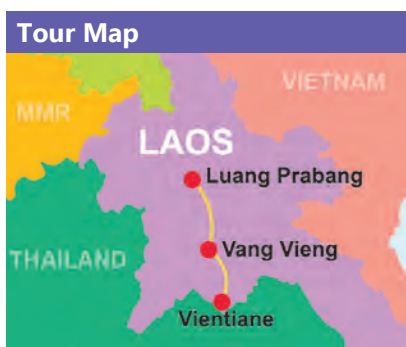 Tour Map
VIETNAM
MMR
LAOS
Luang Prabang
Vang Vieng
THAILAND
Vientiane